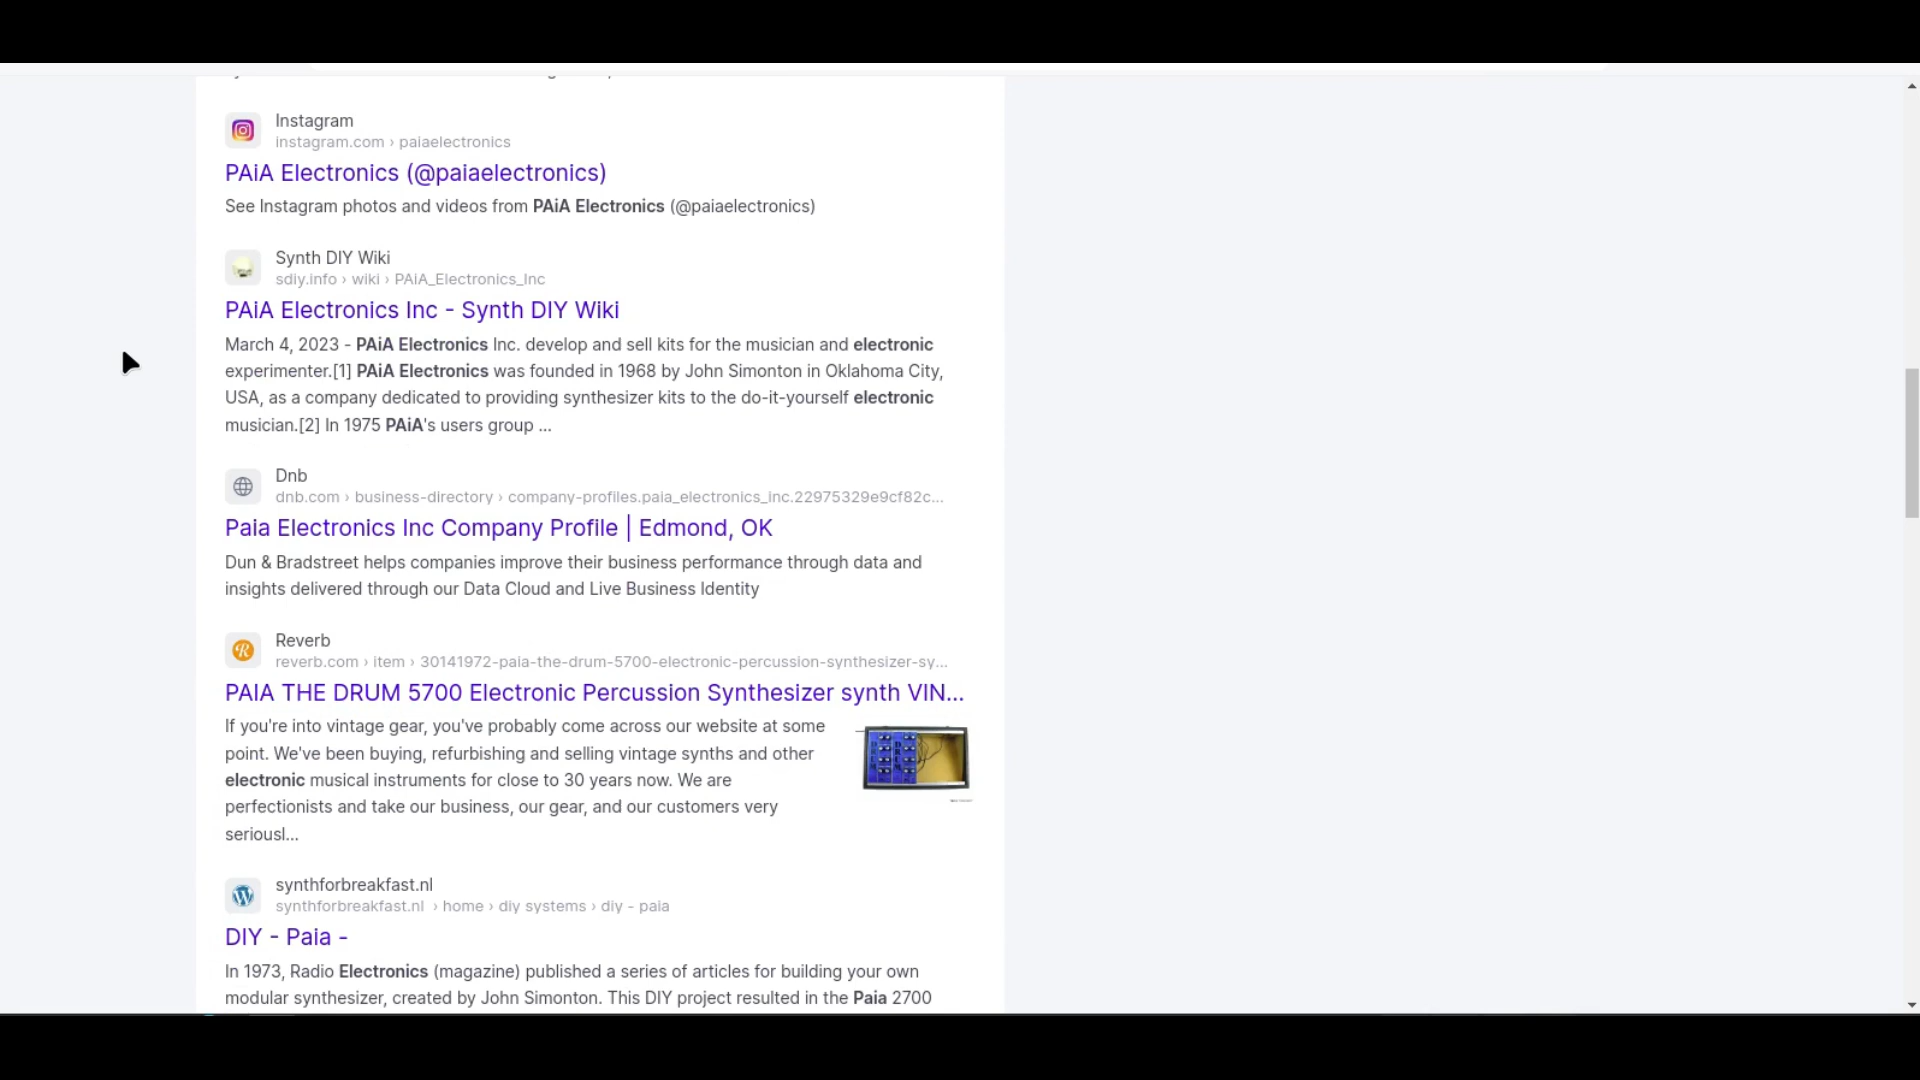 Instagram
instagram.com › paiaelectronics
PAiA Electronics (@paiaelectronics)
See Instagram photos and videos from PAiA Electronics (@paiaelectronics)
Synth DIY Wiki
sdiy.info › wiki › PAiA_Electronics_Inc
PAiA Electronics Inc - Synth DIY Wiki
March 4, 2023 - PAiA Electronics Inc. develop and sell kits for the musician and electronic
experimenter.[1] PAiA Electronics was founded in 1968 by John Simonton in Oklahoma City,
USA, as a company dedicated to providing synthesizer kits to the do-it-yourself electronic
musician.[2] In 1975 PAiA's users group ...
Dnb
dnb.com › business-directory › company-profiles.paia_electronics_inc.22975329e9cf82c...
Paia Electronics Inc Company Profile | Edmond, OK
Dun & Bradstreet helps companies improve their business performance through data and
insights delivered through our Data Cloud and Live Business Identity
Reverb
reverb.com › item › 30141972-paia-the-drum-5700-electronic-percussion-synthesizer-sy...
PAIA THE DRUM 5700 Electronic Percussion Synthesizer synth VIN...
If you're into vintage gear, you've probably come across our website at some
point. We've been buying, refurbishing and selling vintage synths and other
electronic musical instruments for close to 30 years now. We are
perfectionists and take our business, our gear, and our customers very
seriousl...
synthforbreakfast.nl
synthforbreakfast.nl › home › diy systems › diy - paia
DIY - Paia -
In 1973, Radio Electronics (magazine) published a series of articles for building your own
modular synthesizer, created by John Simonton. This DIY project resulted in the Paia 2700